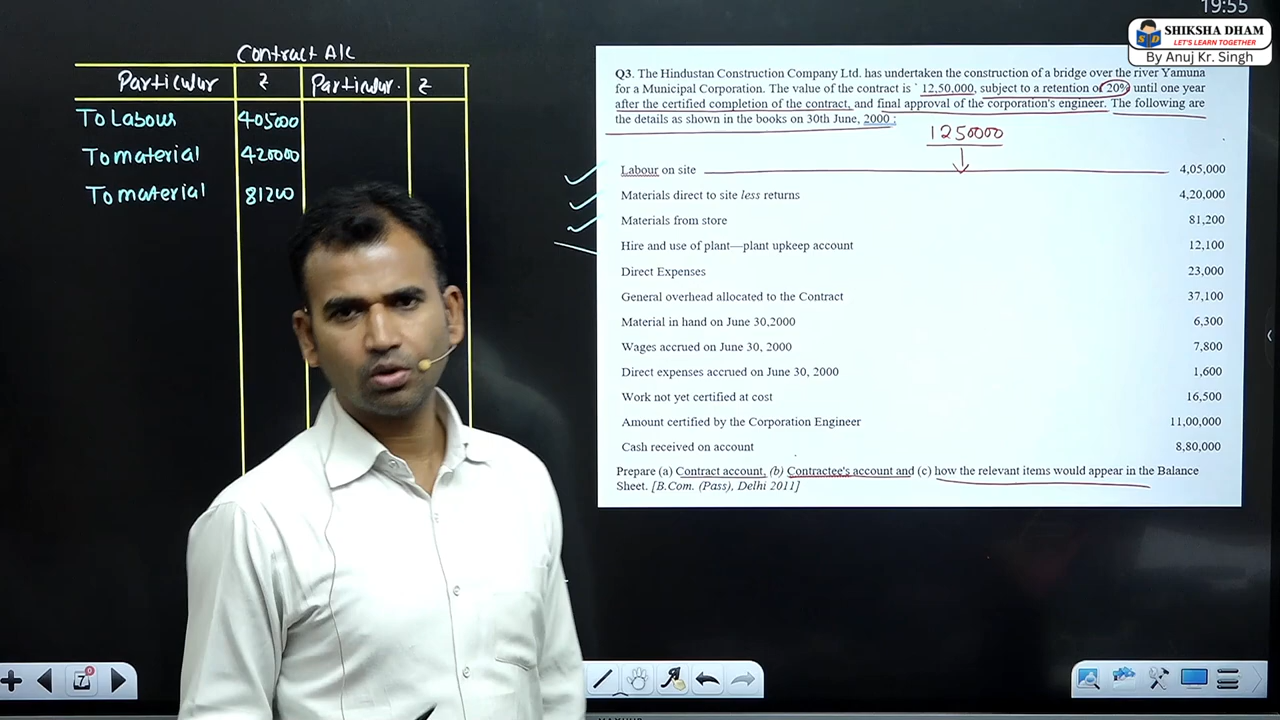 19:55
SHIKSHA DHAM
LET'S LEARN TOGETHER
By Anuj Kr. Singh
Contract A/c
Particular ₹ Particular. ₹
To Labour 405000
To material 420000
To material 81200
Q3. The Hindustan Construction Company Ltd. has undertaken the construction of a bridge over the river Yamuna
for a Municipal Corporation. The value of the contract is ` 12,50,000, subject to a retention of 20% until one year
after the certified completion of the contract, and final approval of the corporation's engineer. The following are
the details as shown in the books on 30th June, 2000 :
1250000
Labour on site 4,05,000
Materials direct to site less returns 4,20,000
Materials from store 81,200
Hire and use of plant—plant upkeep account 12,100
Direct Expenses 23,000
General overhead allocated to the Contract 37,100
Material in hand on June 30,2000 6,300
Wages accrued on June 30, 2000 7,800
Direct expenses accrued on June 30, 2000 1,600
Work not yet certified at cost 16,500
Amount certified by the Corporation Engineer 11,00,000
Cash received on account 8,80,000
Prepare (a) Contract account, (b) Contractee's account and (c) how the relevant items would appear in the Balance
Sheet. [B.Com. (Pass), Delhi 2011]
7